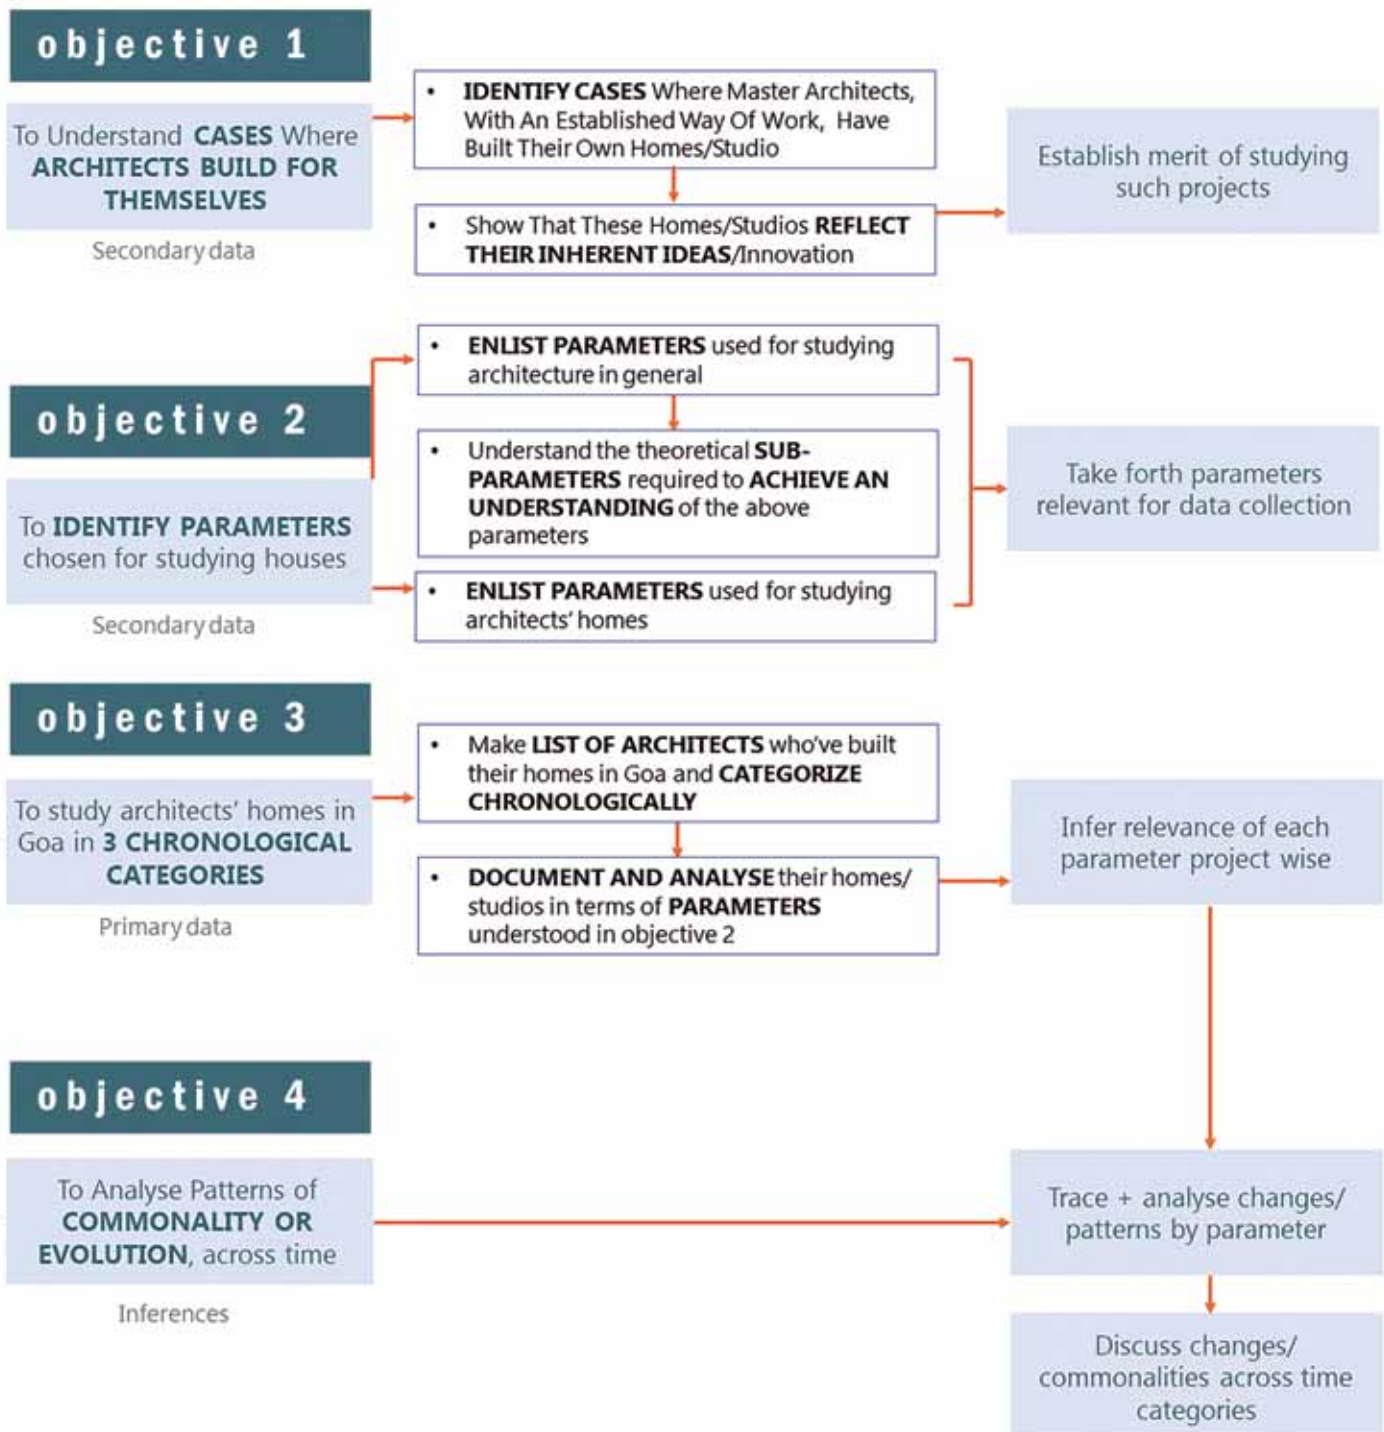 objective 1
To Understand CASES Where
ARCHITECTS BUILD FOR
THEMSELVES
Secondary data
• IDENTIFY CASES Where Master Architects,
With An Established Way Of Work, Have
Built Their Own Homes/Studio
• Show That These Homes/Studios REFLECT
THEIR INHERENT IDEAS/Innovation
Establish merit of studying
such projects
objective 2
To IDENTIFY PARAMETERS
chosen for studying houses
Secondary data
• ENLIST PARAMETERS used for studying
architecture in general
• Understand the theoretical SUB-
PARAMETERS required to ACHIEVE AN
UNDERSTANDING of the above
parameters
• ENLIST PARAMETERS used for studying
architects' homes
Take forth parameters
relevant for data collection
objective 3
To study architects' homes in
Goa in 3 CHRONOLOGICAL
CATEGORIES
Primary data
• Make LIST OF ARCHITECTS who've built
their homes in Goa and CATEGORIZE
CHRONOLOGICALLY
• DOCUMENT AND ANALYSE their homes/
studios in terms of PARAMETERS
understood in objective 2
Infer relevance of each
parameter project wise
objective 4
To Analyse Patterns of
COMMONALITY OR
EVOLUTION, across time
Inferences
Trace + analyse changes/
patterns by parameter
Discuss changes/
commonalities across time
categories